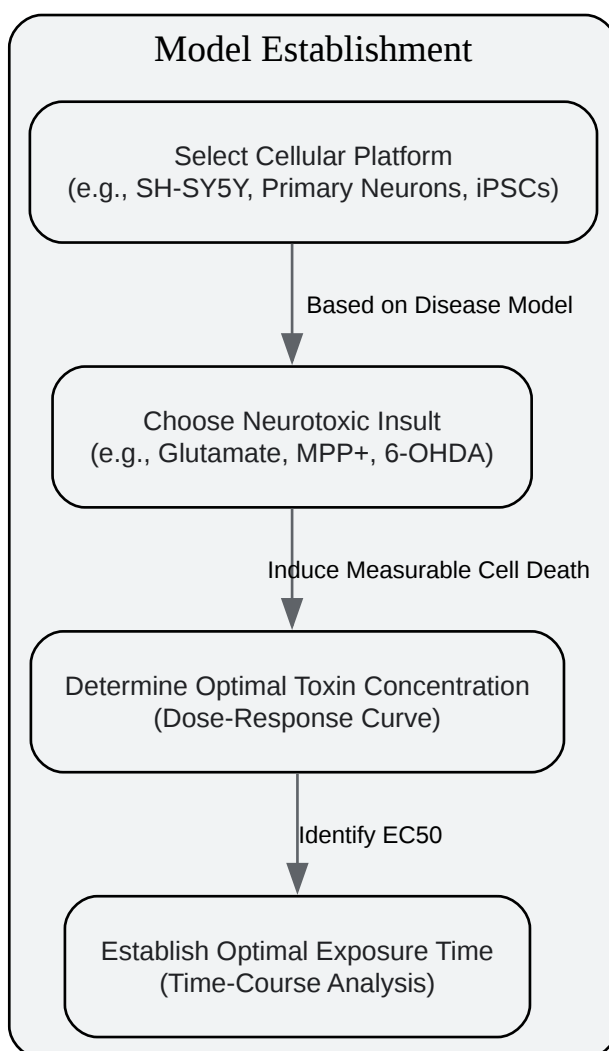 Model Establishment
Select Cellular Platform
(e.g., SH-SY5Y, Primary Neurons, iPSCs)
Based on Disease Model
Choose Neurotoxic Insult
(e.g., Glutamate, MPP+, 6-OHDA)
Induce Measurable Cell Death
Determine Optimal Toxin Concentration
(Dose-Response Curve)
Identify EC50
Establish Optimal Exposure Time
(Time-Course Analysis)